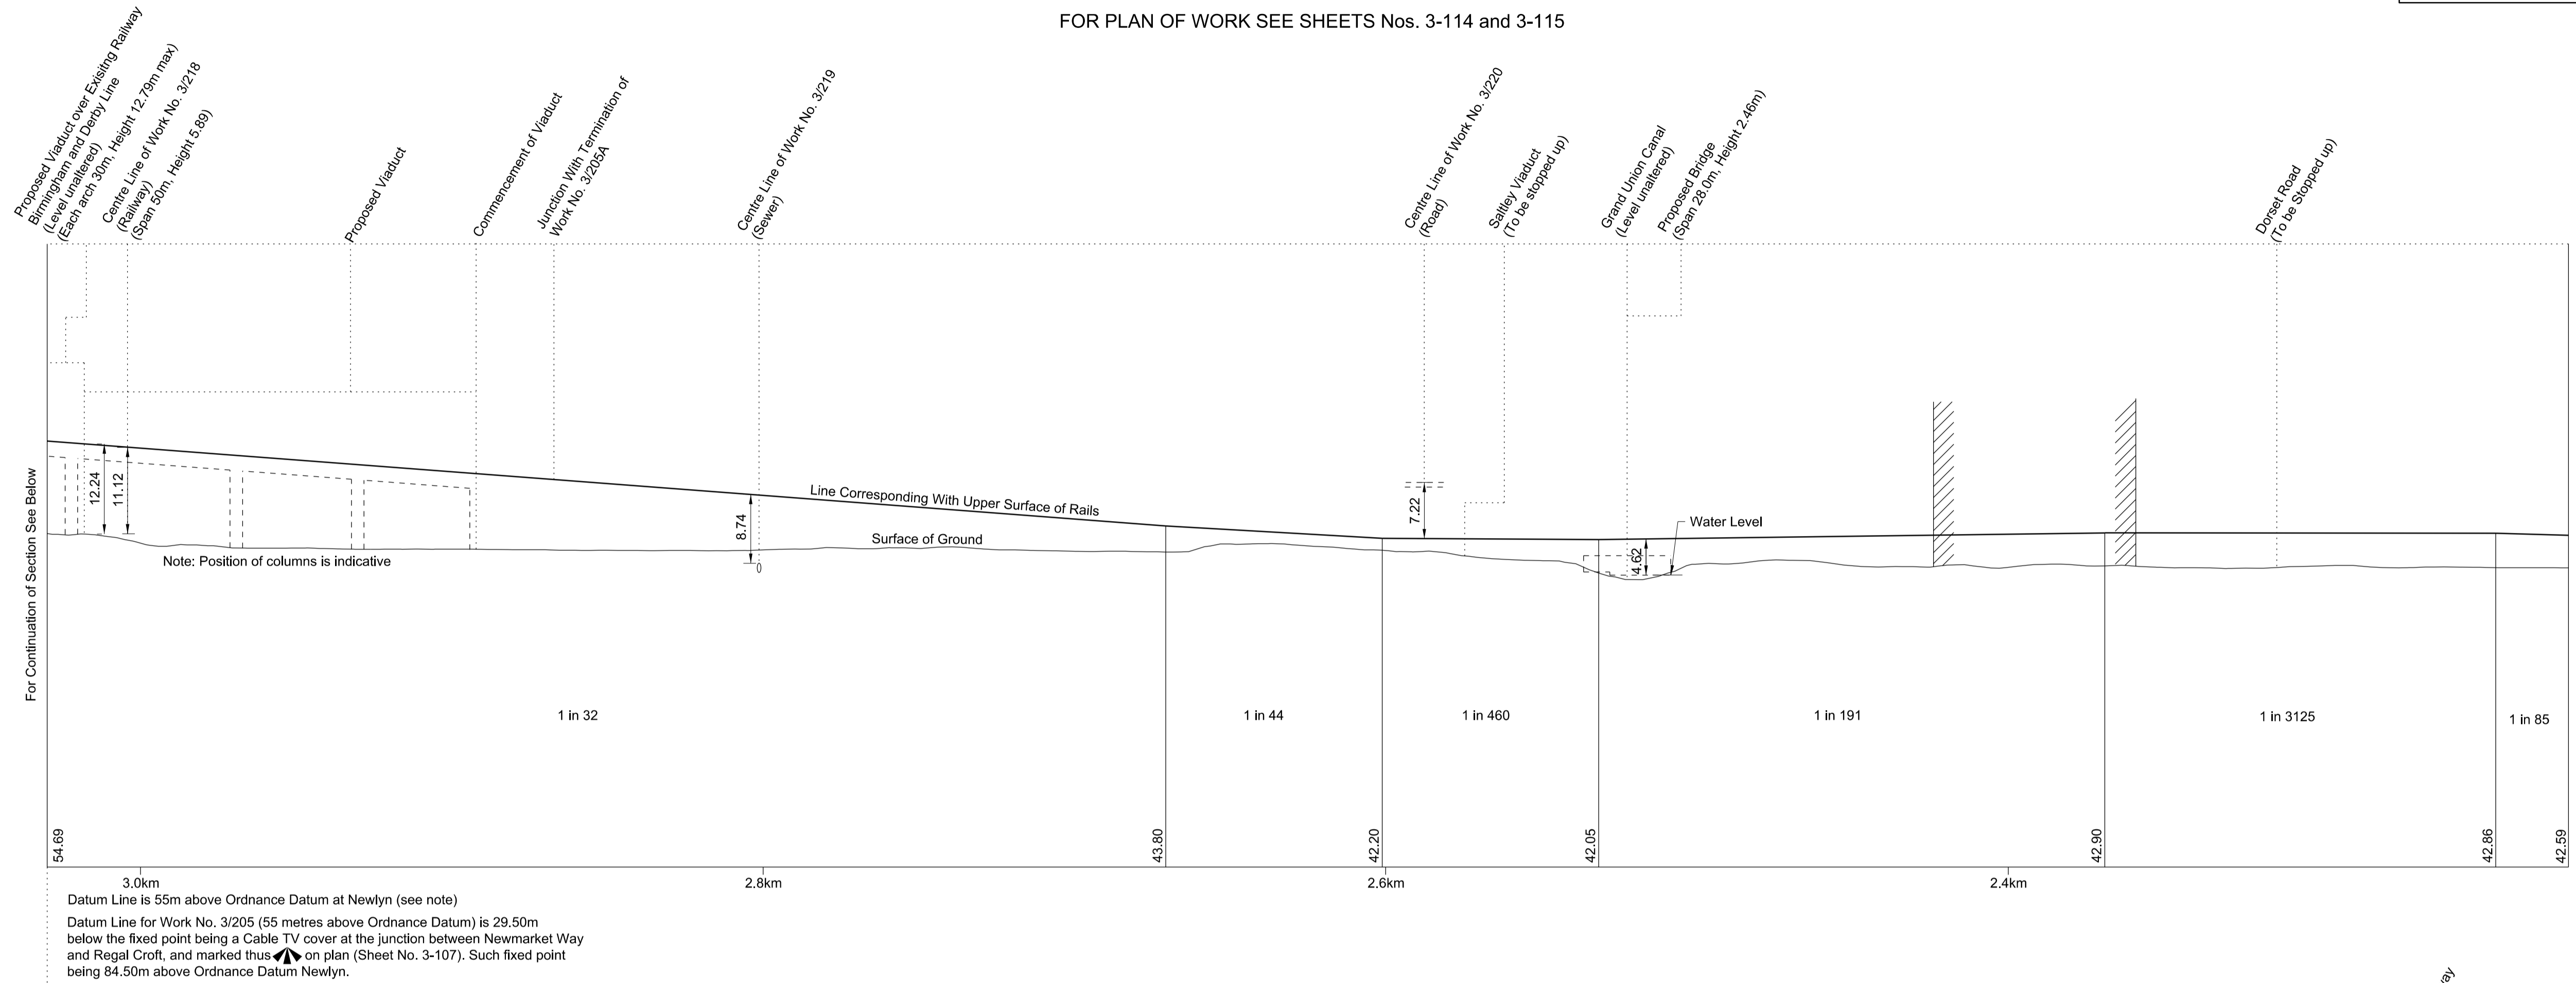 FOR PLAN OF WORK SEE SHEETS Nos. 3-114 and 3-115
Proposed Viaduct over Exisitng Railway
Birmingham and Derby Line
(Level unaltered)
(Each arch 30m, Height 12.79m max)
Centre Line of Work No. 3/218
(Railway)
(Span 50m, Height 5.89)
Proposed Viaduct
Commencement of Viaduct
Junction With Termination of
Work No. 3/205A
Centre Line of Work No. 3/219
(Sewer)
Centre Line of Work No. 3/220
(Road)
Saltley Viaduct
(To be stopped up)
Grand Union Canal
(Level unaltered)
Proposed Bridge
(Span 28.0m, Height 2.46m)
Dorset Road
(To be Stopped up)
For Continuation of Section See Below
12.24
11.12
8.74
Line Corresponding With Upper Surface of Rails
Surface of Ground
7.22
4.62
Water Level
Note: Position of columns is indicative
1 in 32
1 in 44
1 in 460
1 in 191
1 in 3125
1 in 85
54.69
43.80
42.20
42.05
42.90
42.86
42.59
3.0km
2.8km
2.6km
2.4km
Datum Line is 55m above Ordnance Datum at Newlyn (see note)
Datum Line for Work No. 3/205 (55 metres above Ordnance Datum) is 29.50m
below the fixed point being a Cable TV cover at the junction between Newmarket Way
and Regal Croft, and marked thus on plan (Sheet No. 3-107). Such fixed point
being 84.50m above Ordnance Datum Newlyn.